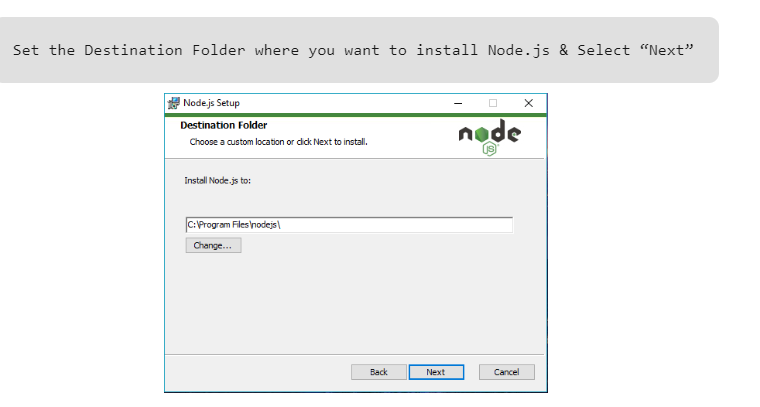 Set the Destination Folder where you want to install Node.js & Select “Next”
Node.js Setup
Destination Folder
Choose a custom location or click Next to install.
node
JS
Install Node.js to:
C:\Program Files\nodejs\
Change...
Back Next Cancel